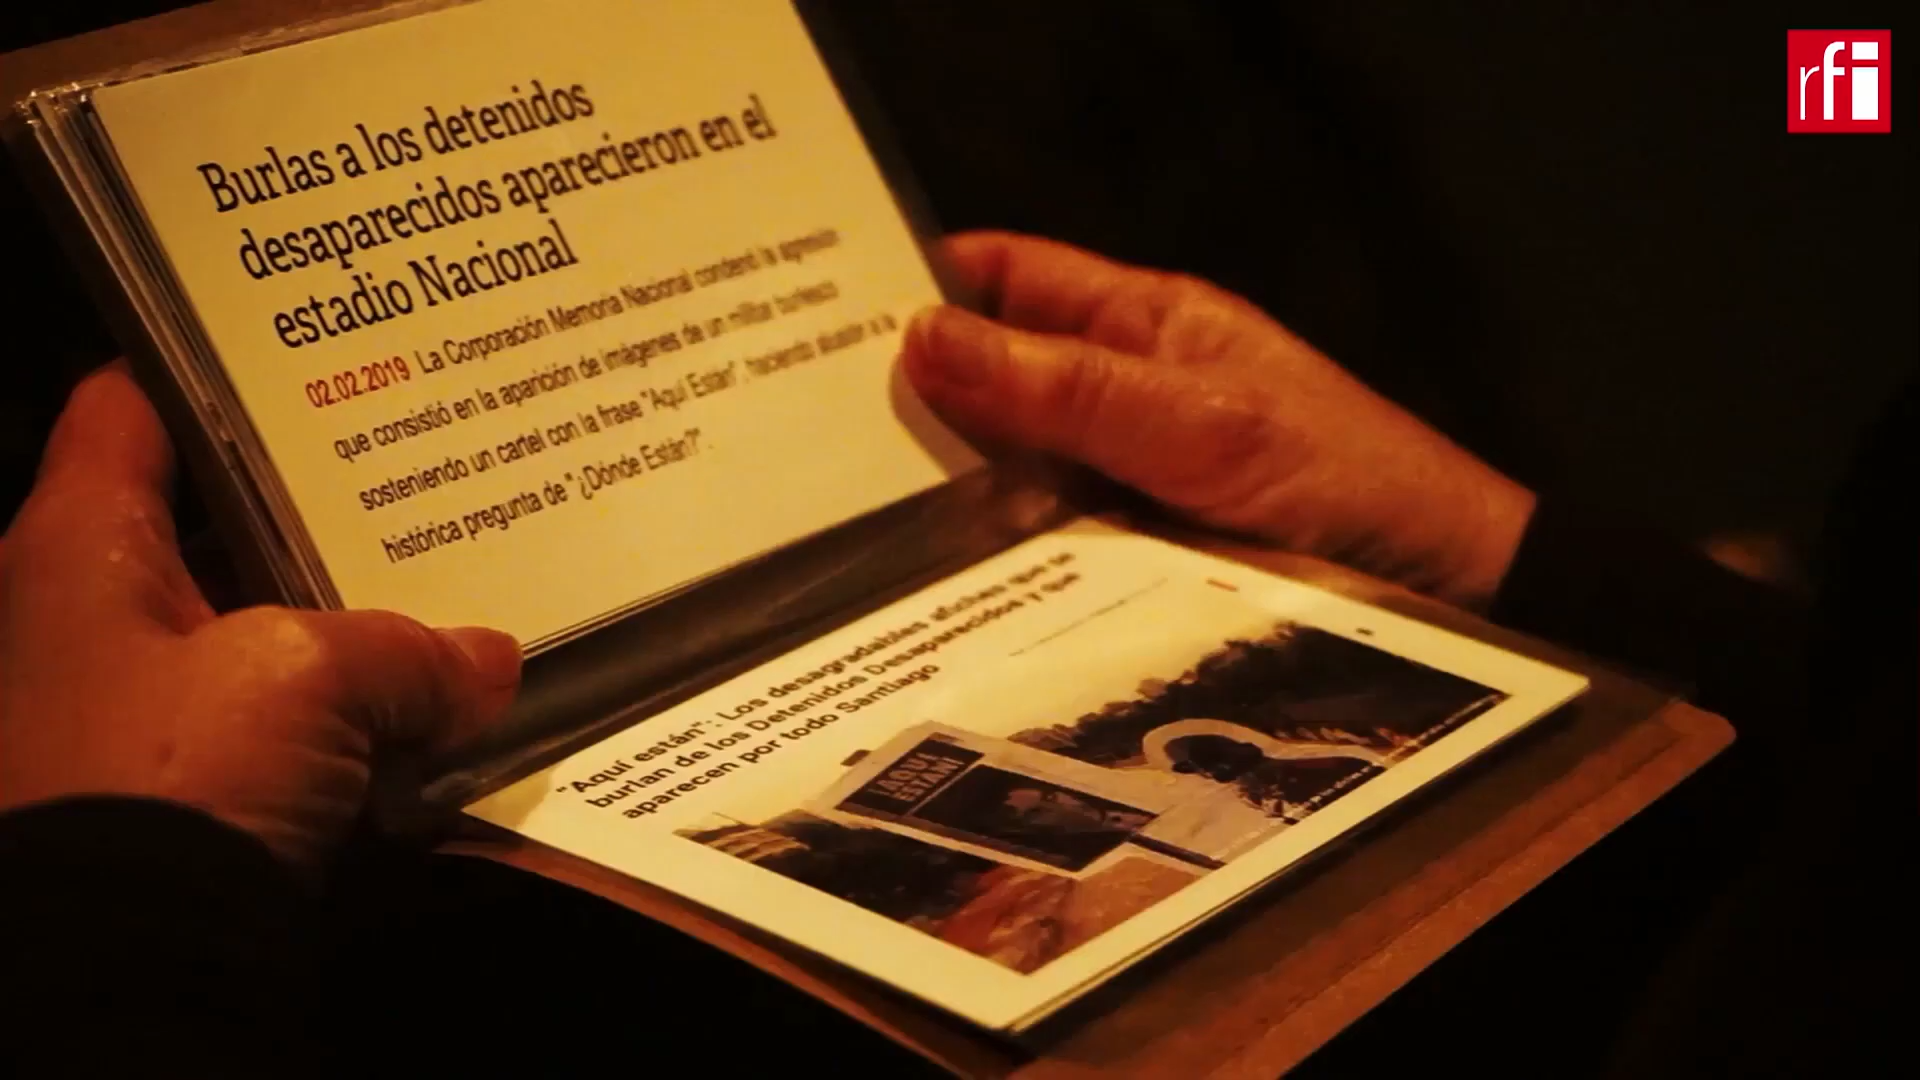 rfi
Burlas a los detenidos
desaparecidos aparecieron en el
estadio Nacional
02.02.2019 La Corporación Memoria Nacional condenó la agresión
que consistió en la aparición de imágenes de un militar burlesco
sosteniendo un cartel con la frase "Aquí Están", haciendo alusión a la
histórica pregunta de "¿Dónde Están?".
"Aquí están": Los desagradables afiches que se
burlan de los Detenidos Desaparecidos y que
aparecen por todo Santiago
¡AQUÍ
ESTÁN!